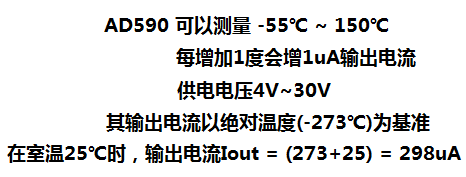 AD590 可以测量 -55℃ ~ 150℃
每增加1度会增1uA输出电流
供电电压4V~30V
其输出电流以绝对温度(-273℃)为基准
在室温25℃时，输出电流Iout = (273+25) = 298uA